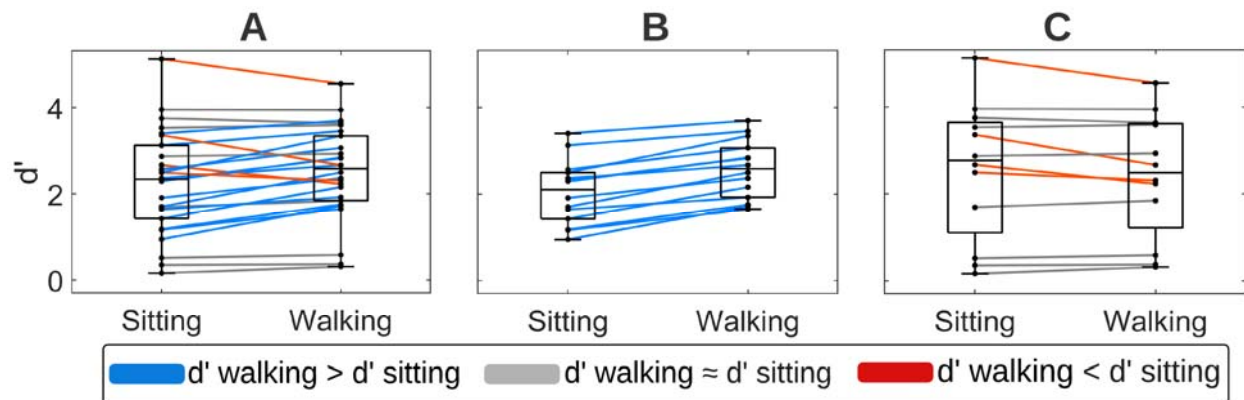 A B C
d'
4
2
0
Sitting Walking Sitting Walking Sitting Walking
d' walking > d' sitting d' walking ≈ d' sitting d' walking < d' sitting